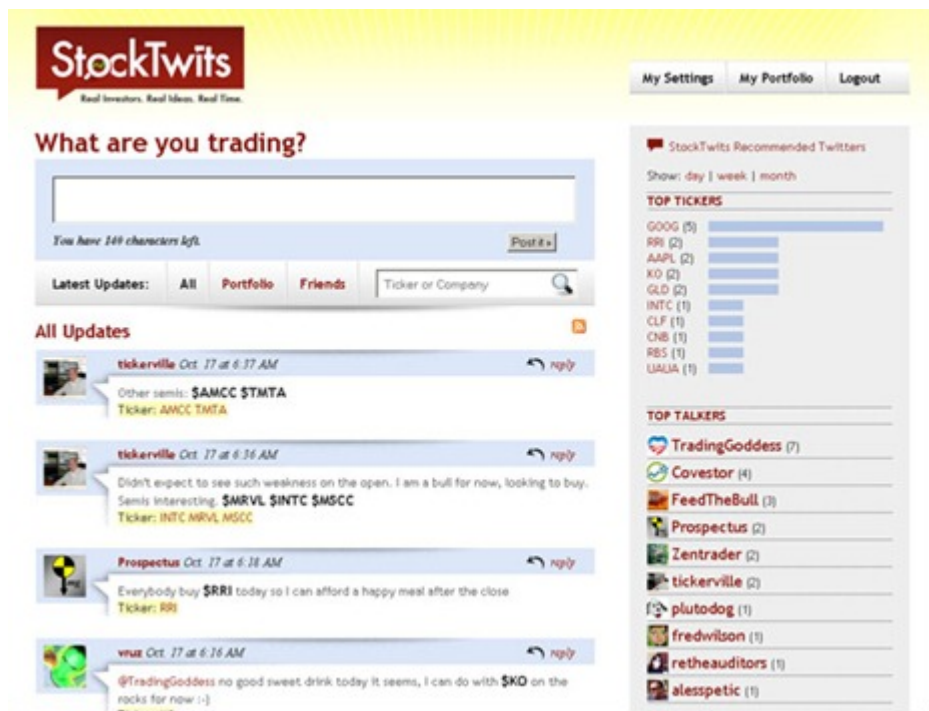 StockTwits
Real Investors. Real Ideas. Real Time.
My Settings My Portfolio Logout
What are you trading?
You have 140 characters left.
Post it »
Latest Updates: All Portfolio Friends Ticker or Company
All Updates
tickerville Oct. 17 at 6:37 AM reply
Other semis: $AMCC $TMTA
Ticker: AMCC TMTA
tickerville Oct. 17 at 6:36 AM reply
Didn't expect to see such weakness on the open. I am a bull for now, looking to buy.
Semis interesting. $MRVL $INTC $MSCC
Ticker: INTC MRVL MSCC
Prospectus Oct. 17 at 6:18 AM reply
Everybody buy $RRI today so I can afford a happy meal after the close
Ticker: RRI
vruz Oct. 17 at 6:16 AM reply
@TradingGoddess no good sweet drink today it seems, I can do with $KO on the
rocks for now :-)
StockTwits Recommended Twitters
Show: day | week | month
TOP TICKERS
GOOG (5)
RRI (2)
AAPL (2)
KO (2)
GLD (2)
INTC (1)
CLF (1)
CNB (1)
RBS (1)
UAUA (1)
TOP TALKERS
TradingGoddess (7)
Covestor (4)
FeedTheBull (3)
Prospectus (2)
Zentrader (2)
tickerville (2)
plutodog (1)
fredwilson (1)
retheauditors (1)
alesspetic (1)